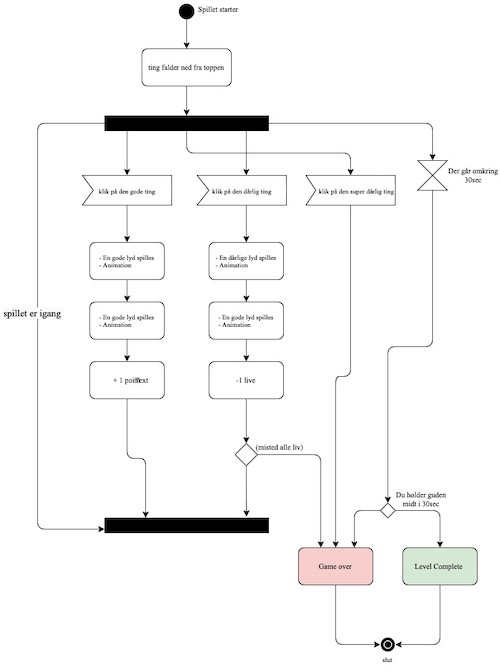 Spillet starter
ting falder ned fra toppen
klik på den gode ting
klik på den dårlig ting
klik på den super dårlig ting
Der går omkring
30sec
- En gode lyd spilles
- Animation
- En dårlige lyd spilles
- Animation
spillet er igang
- En gode lyd spilles
- Animation
- En gode lyd spilles
- Animation
-1 live
(misted alle liv)
Du holder guden
midt i 30sec
Game over
Level Complete
slut